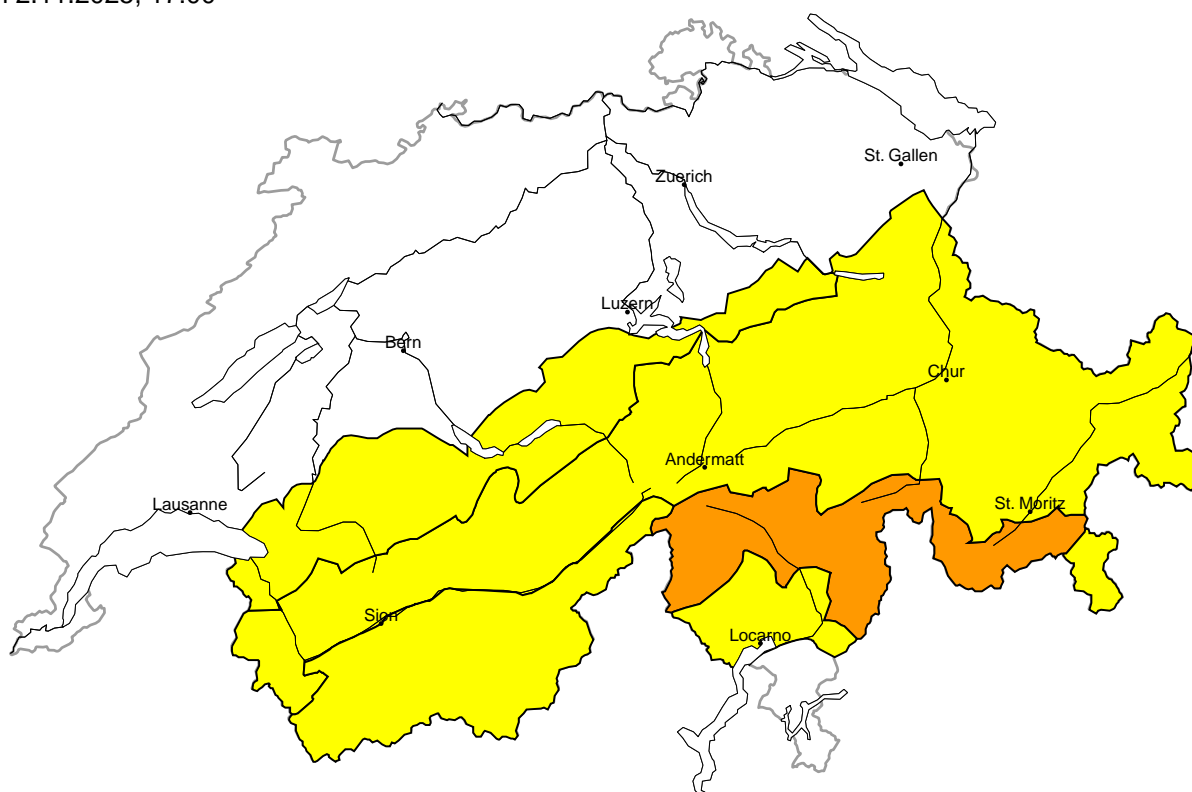 St. Gallen
Zuerich
Luzern
Bern
Chur
Andermatt
Lausanne
St. Moritz
Sion
Locarno